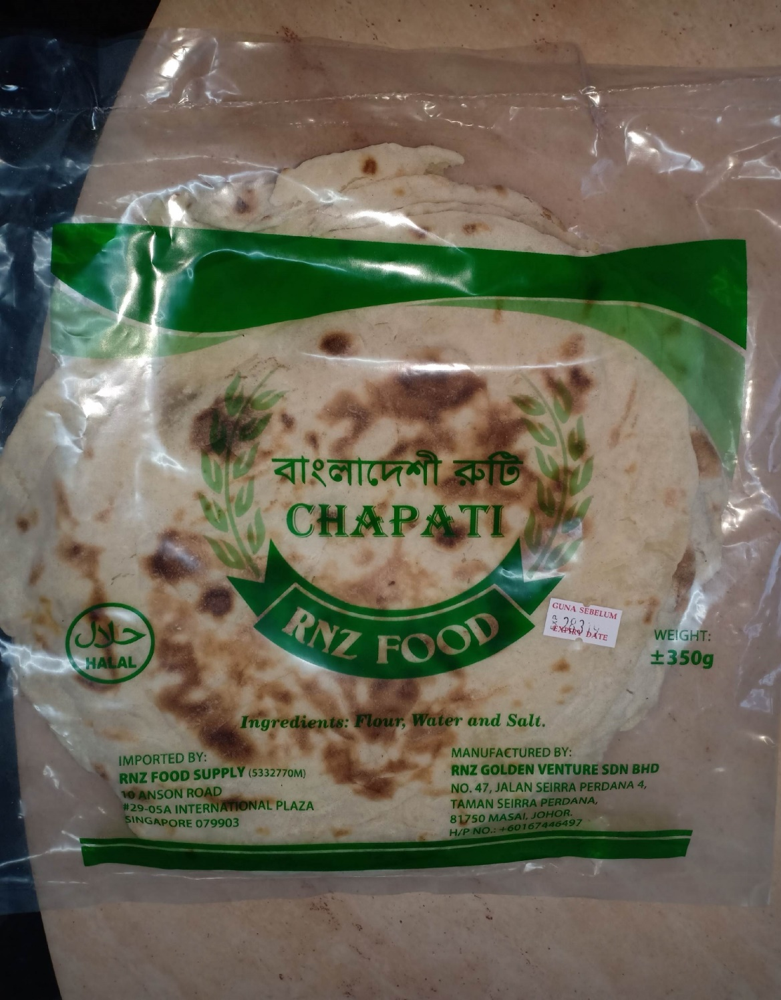 বাংলাদেশী রুটি
CHAPATI
RNZ FOOD
حلال
HALAL
GUNA SEBELUM
EXP
EXPIRY DATE
WEIGHT:
±350g
Ingredients: Flour, Water and Salt.
IMPORTED BY:
RNZ FOOD SUPPLY (5332770M)
10 ANSON ROAD
#29-05A INTERNATIONAL PLAZA
SINGAPORE 079903
MANUFACTURED BY:
RNZ GOLDEN VENTURE SDN BHD
NO. 47, JALAN SEIRRA PERDANA 4,
TAMAN SEIRRA PERDANA,
81750 MASAI, JOHOR.
H/P NO.: +60167446497